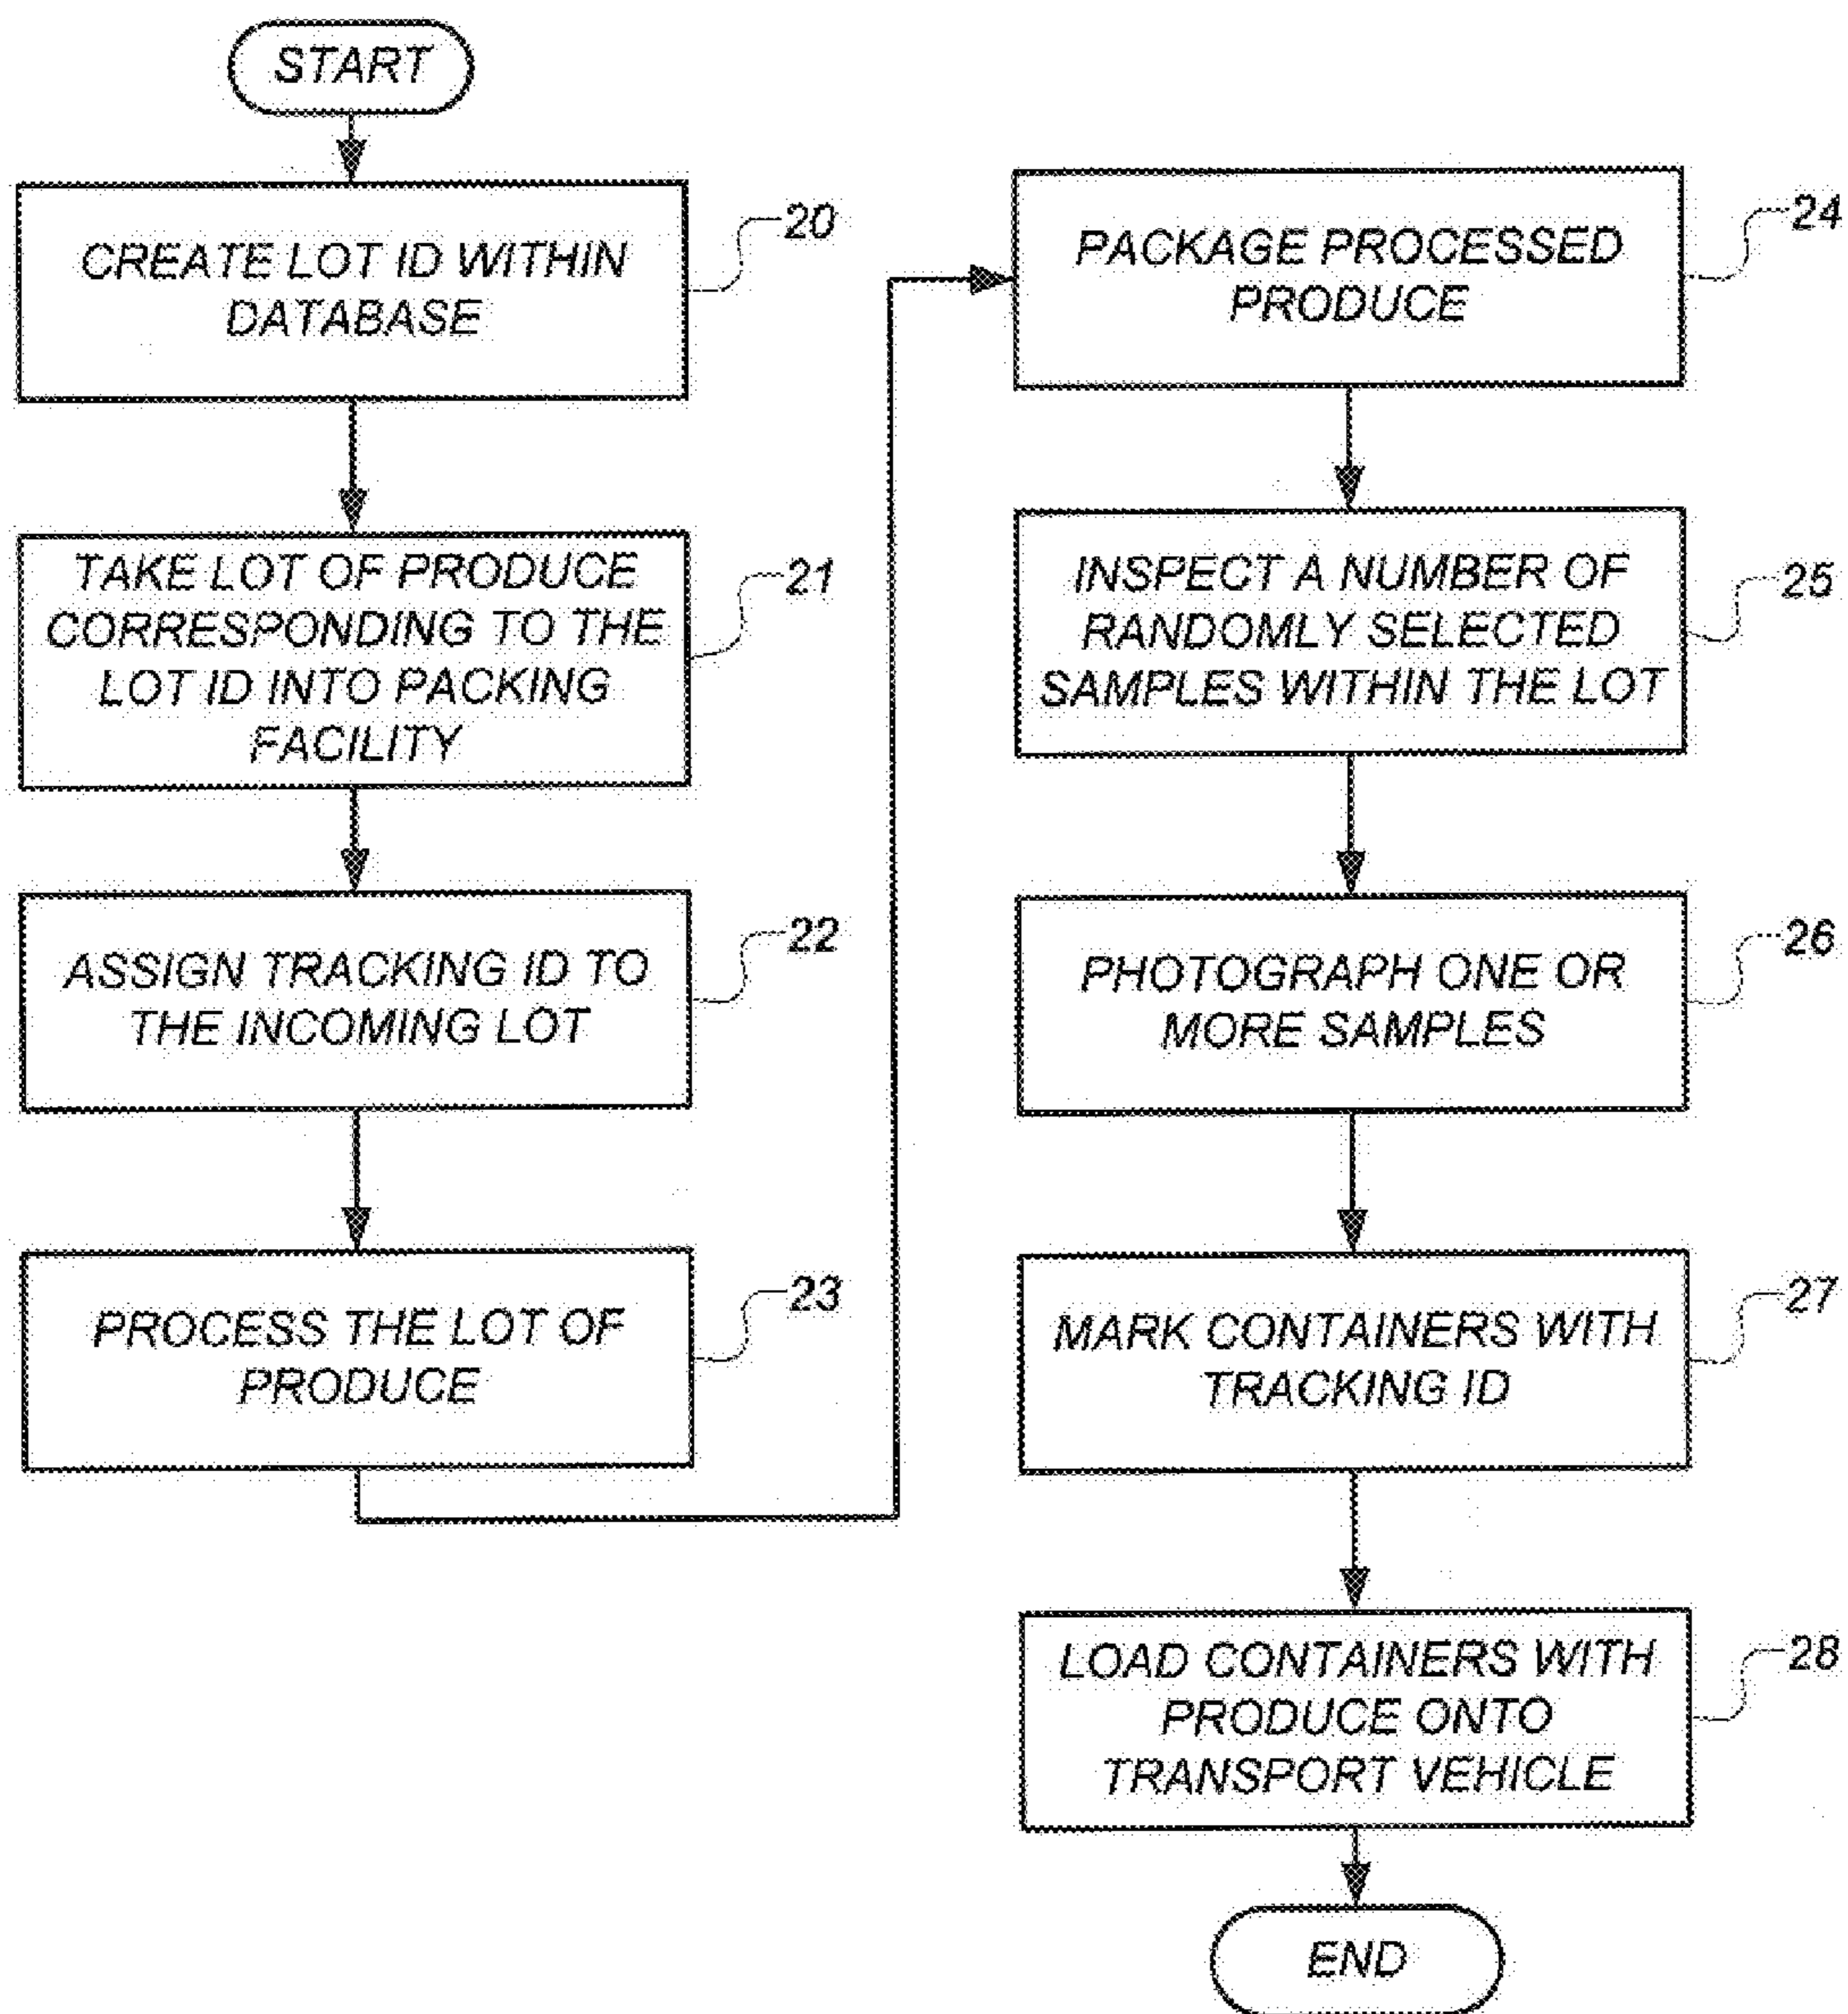 START
CREATE LOT ID WITHIN
DATABASE
20
TAKE LOT OF PRODUCE
CORRESPONDING TO THE
LOT ID INTO PACKING
FACILITY
21
ASSIGN TRACKING ID TO
THE INCOMING LOT
22
PROCESS THE LOT OF
PRODUCE
23
PACKAGE PROCESSED
PRODUCE
24
INSPECT A NUMBER OF
RANDOMLY SELECTED
SAMPLES WITHIN THE LOT
25
PHOTOGRAPH ONE OR
MORE SAMPLES
26
MARK CONTAINERS WITH
TRACKING ID
27
LOAD CONTAINERS WITH
PRODUCE ONTO
TRANSPORT VEHICLE
28
END